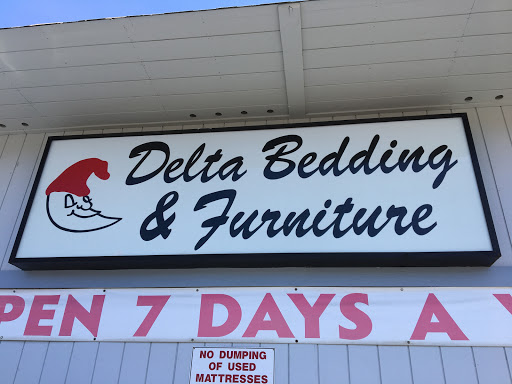 Delta Bedding
& Furniture
PEN 7 DAYS A
NO DUMPING
OF USED
MATTRESSES